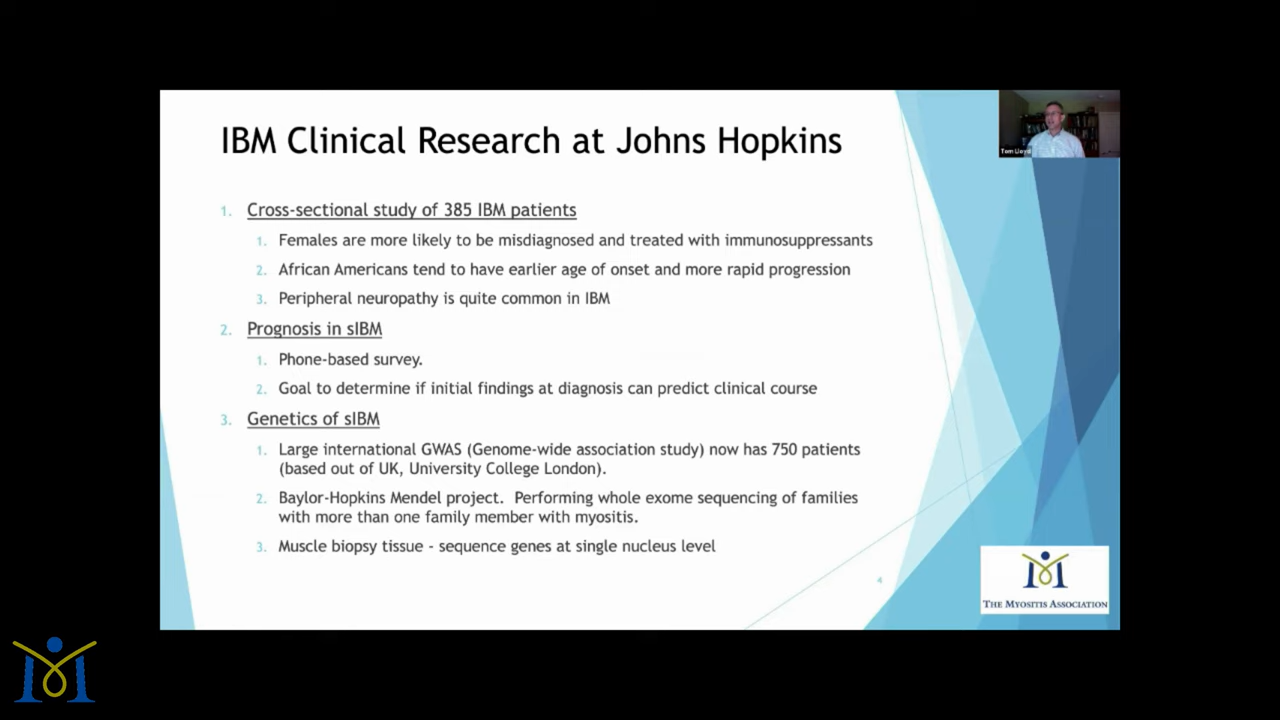 IBM Clinical Research at Johns Hopkins
Tom Lloyd
1. Cross-sectional study of 385 IBM patients
1. Females are more likely to be misdiagnosed and treated with immunosuppressants
2. African Americans tend to have earlier age of onset and more rapid progression
3. Peripheral neuropathy is quite common in IBM
2. Prognosis in sIBM
1. Phone-based survey.
2. Goal to determine if initial findings at diagnosis can predict clinical course
3. Genetics of sIBM
1. Large international GWAS (Genome-wide association study) now has 750 patients
(based out of UK, University College London).
2. Baylor-Hopkins Mendel project. Performing whole exome sequencing of families
with more than one family member with myositis.
3. Muscle biopsy tissue - sequence genes at single nucleus level
4
THE MYOSITIS ASSOCIATION